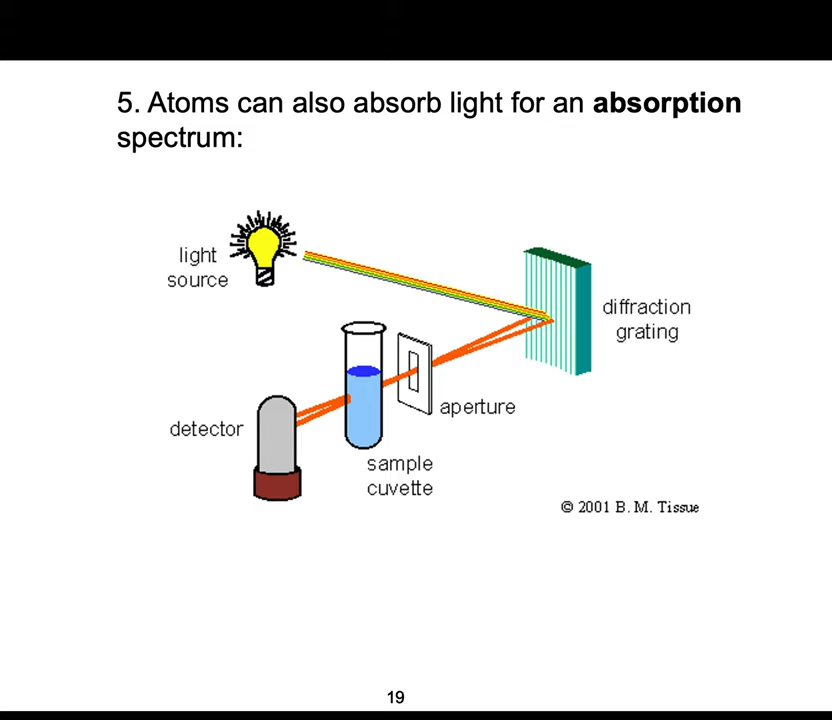 5. Atoms can also absorb light for an absorption
spectrum:
light
source
diffraction
grating
aperture
detector
sample
cuvette
© 2001 B. M. Tissue
19